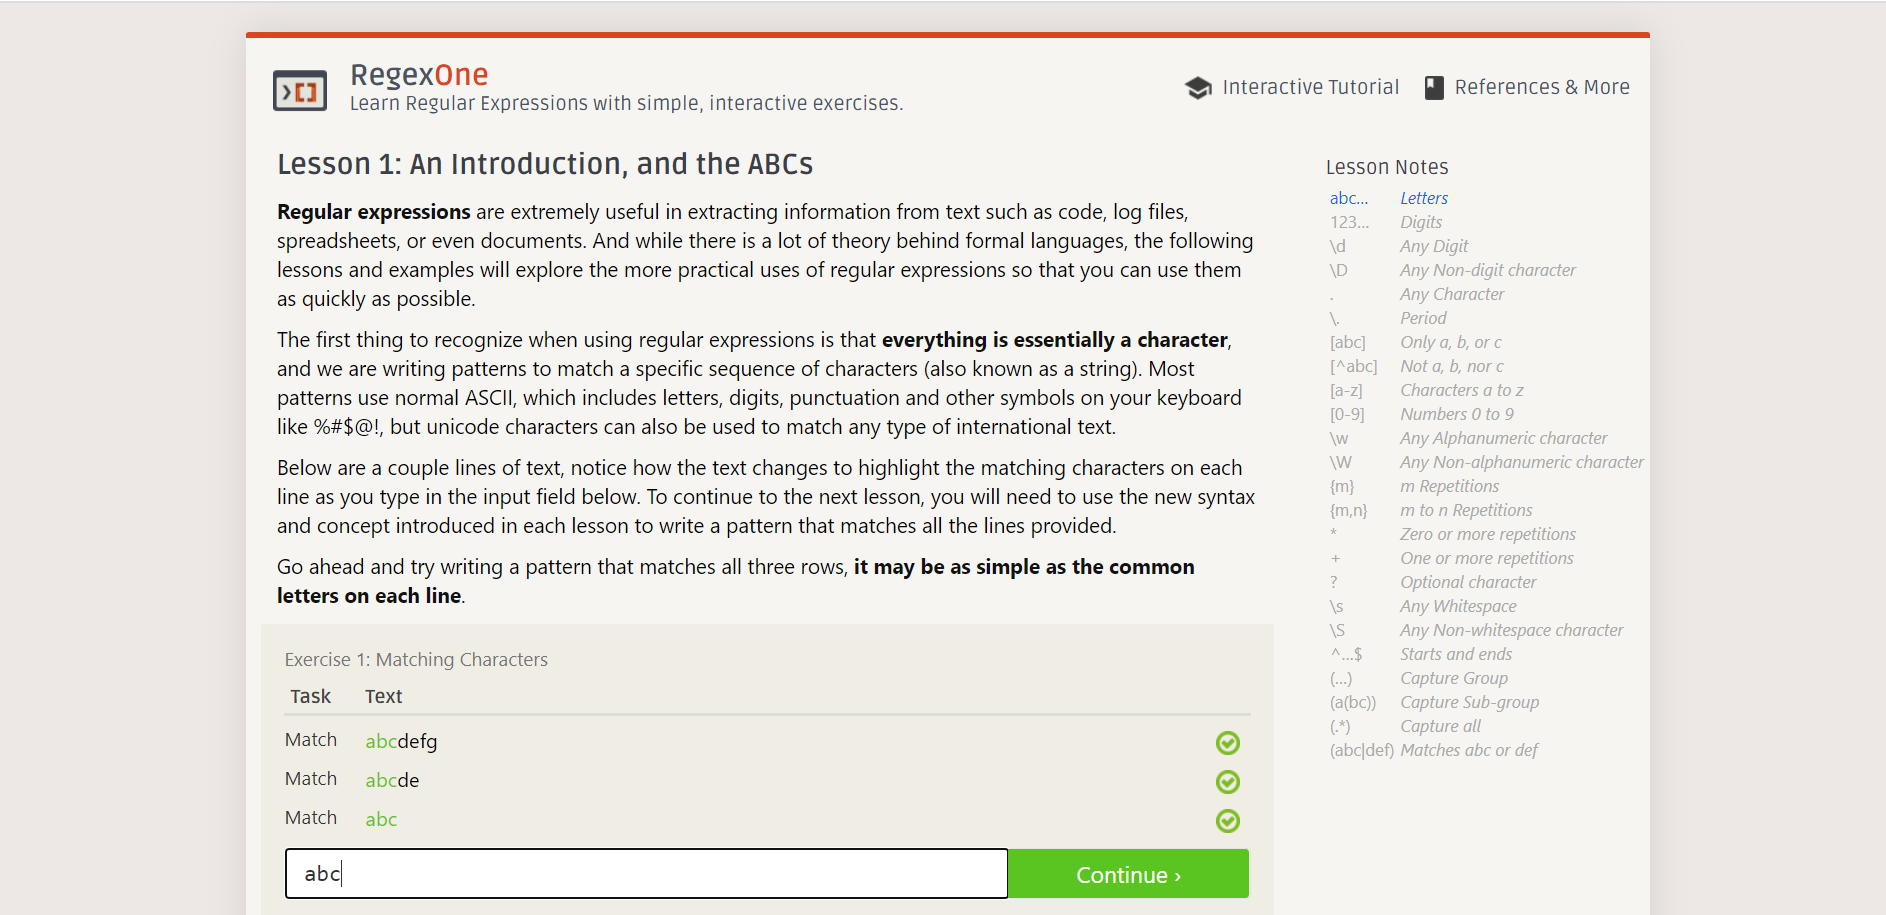 RegexOne
Learn Regular Expressions with simple, interactive exercises.
Interactive Tutorial
References & More
Lesson 1: An Introduction, and the ABCs
Regular expressions are extremely useful in extracting information from text such as code, log files,
spreadsheets, or even documents. And while there is a lot of theory behind formal languages, the following
lessons and examples will explore the more practical uses of regular expressions so that you can use them
as quickly as possible.
The first thing to recognize when using regular expressions is that everything is essentially a character,
and we are writing patterns to match a specific sequence of characters (also known as a string). Most
patterns use normal ASCII, which includes letters, digits, punctuation and other symbols on your keyboard
like %#$@!, but unicode characters can also be used to match any type of international text.
Below are a couple lines of text, notice how the text changes to highlight the matching characters on each
line as you type in the input field below. To continue to the next lesson, you will need to use the new syntax
and concept introduced in each lesson to write a pattern that matches all the lines provided.
Go ahead and try writing a pattern that matches all three rows, it may be as simple as the common
letters on each line.
Exercise 1: Matching Characters
Task Text
Match abcdefg
Match abcde
Match abc
abc
Continue ›
Lesson Notes
abc... Letters
123... Digits
\d Any Digit
\D Any Non-digit character
. Any Character
\. Period
[abc] Only a, b, or c
[^abc] Not a, b, nor c
[a-z] Characters a to z
[0-9] Numbers 0 to 9
\w Any Alphanumeric character
\W Any Non-alphanumeric character
{m} m Repetitions
{m,n} m to n Repetitions
* Zero or more repetitions
+ One or more repetitions
? Optional character
\s Any Whitespace
\S Any Non-whitespace character
^...$ Starts and ends
(...) Capture Group
(a(bc)) Capture Sub-group
(.*) Capture all
(abc|def) Matches abc or def